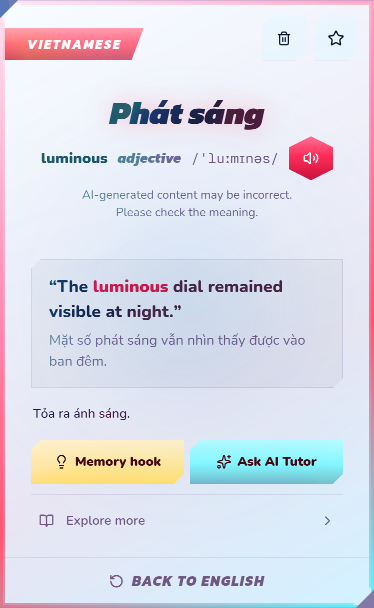 VIETNAMESE
Phát sáng
luminous adjective /ˈluːmɪnəs/
AI-generated content may be incorrect.
Please check the meaning.
“The luminous dial remained
visible at night.”
Mặt số phát sáng vẫn nhìn thấy được vào
ban đêm.
Tỏa ra ánh sáng.
Memory hook
Ask AI Tutor
Explore more
BACK TO ENGLISH